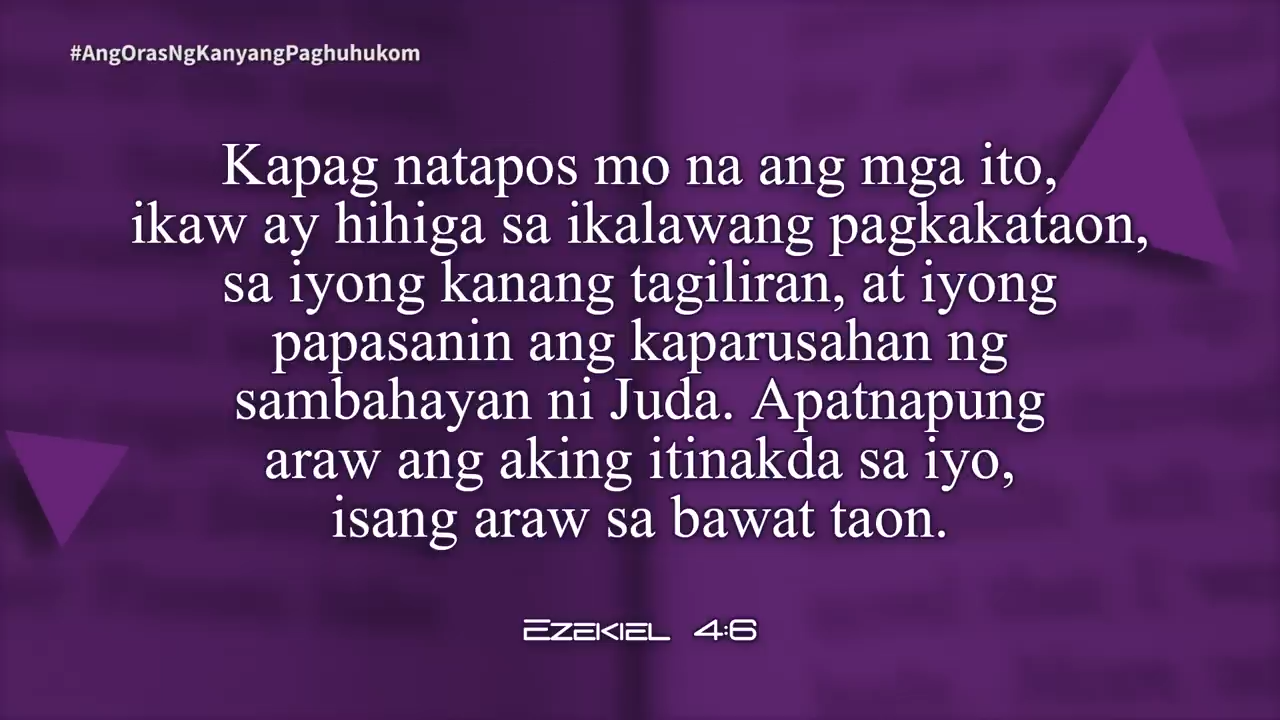 #AngOrasNgKanyangPaghuhukom
Kapag natapos mo na ang mga ito,
ikaw ay hihiga sa ikalawang pagkakataon,
sa iyong kanang tagiliran, at iyong
papasanin ang kaparusahan ng
sambahayan ni Juda. Apatnapung
araw ang aking itinakda sa iyo,
isang araw sa bawat taon.
Ezekiel 4:6